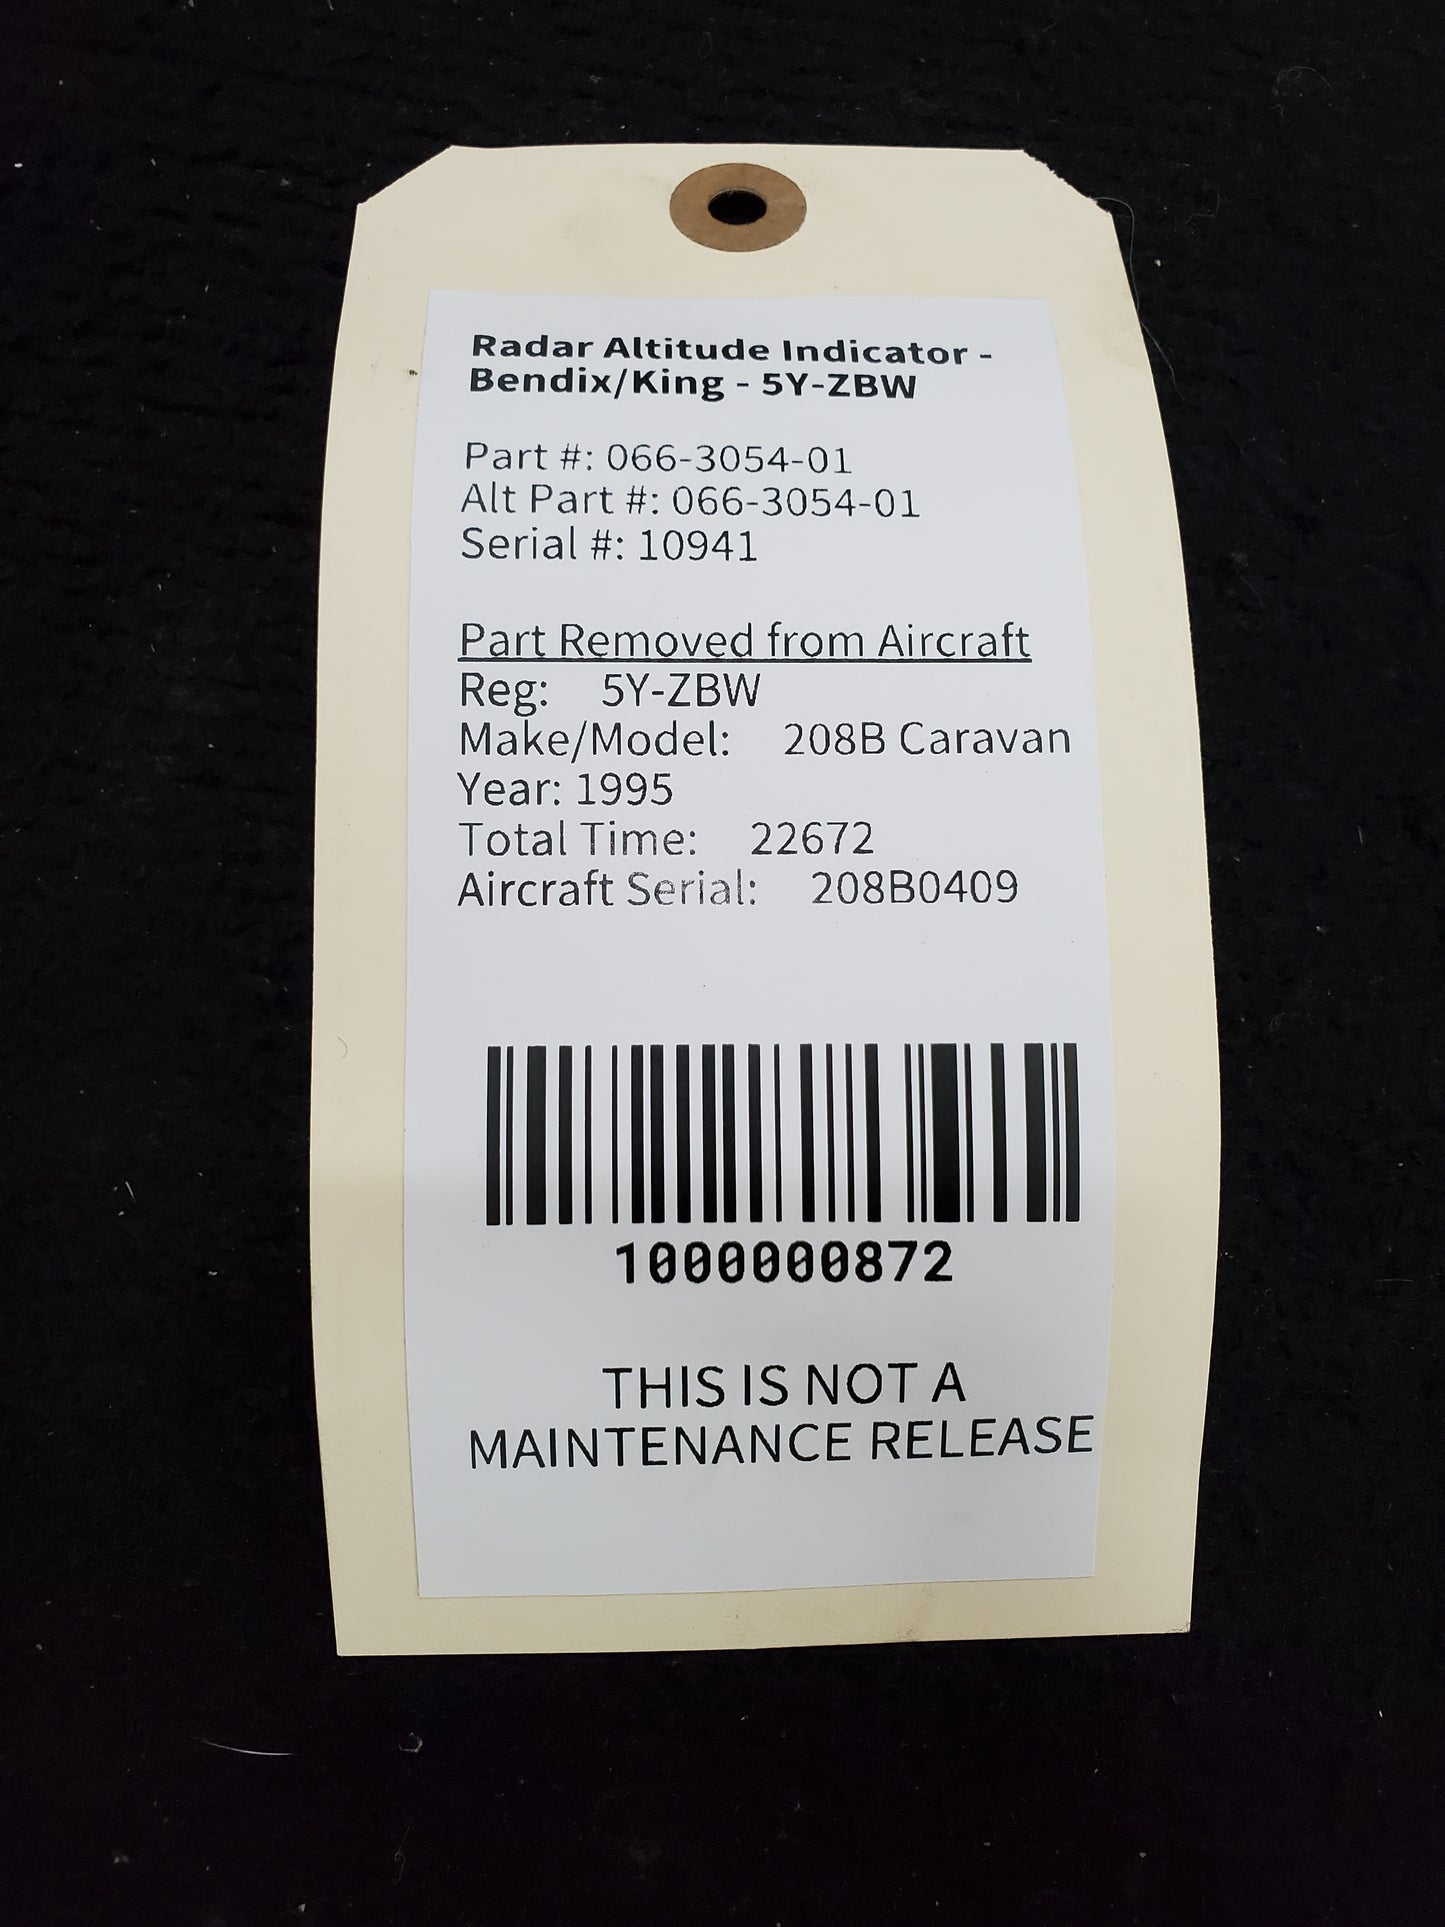 Radar Altitude Indicator -
Bendix/King - 5Y-ZBW
Part #: 066-3054-01
Alt Part #: 066-3054-01
Serial #: 10941
Part Removed from Aircraft
Reg: 5Y-ZBW
Make/Model: 208B Caravan
Year: 1995
Total Time: 22672
Aircraft Serial: 208B0409
1000000872
THIS IS NOT A
MAINTENANCE RELEASE